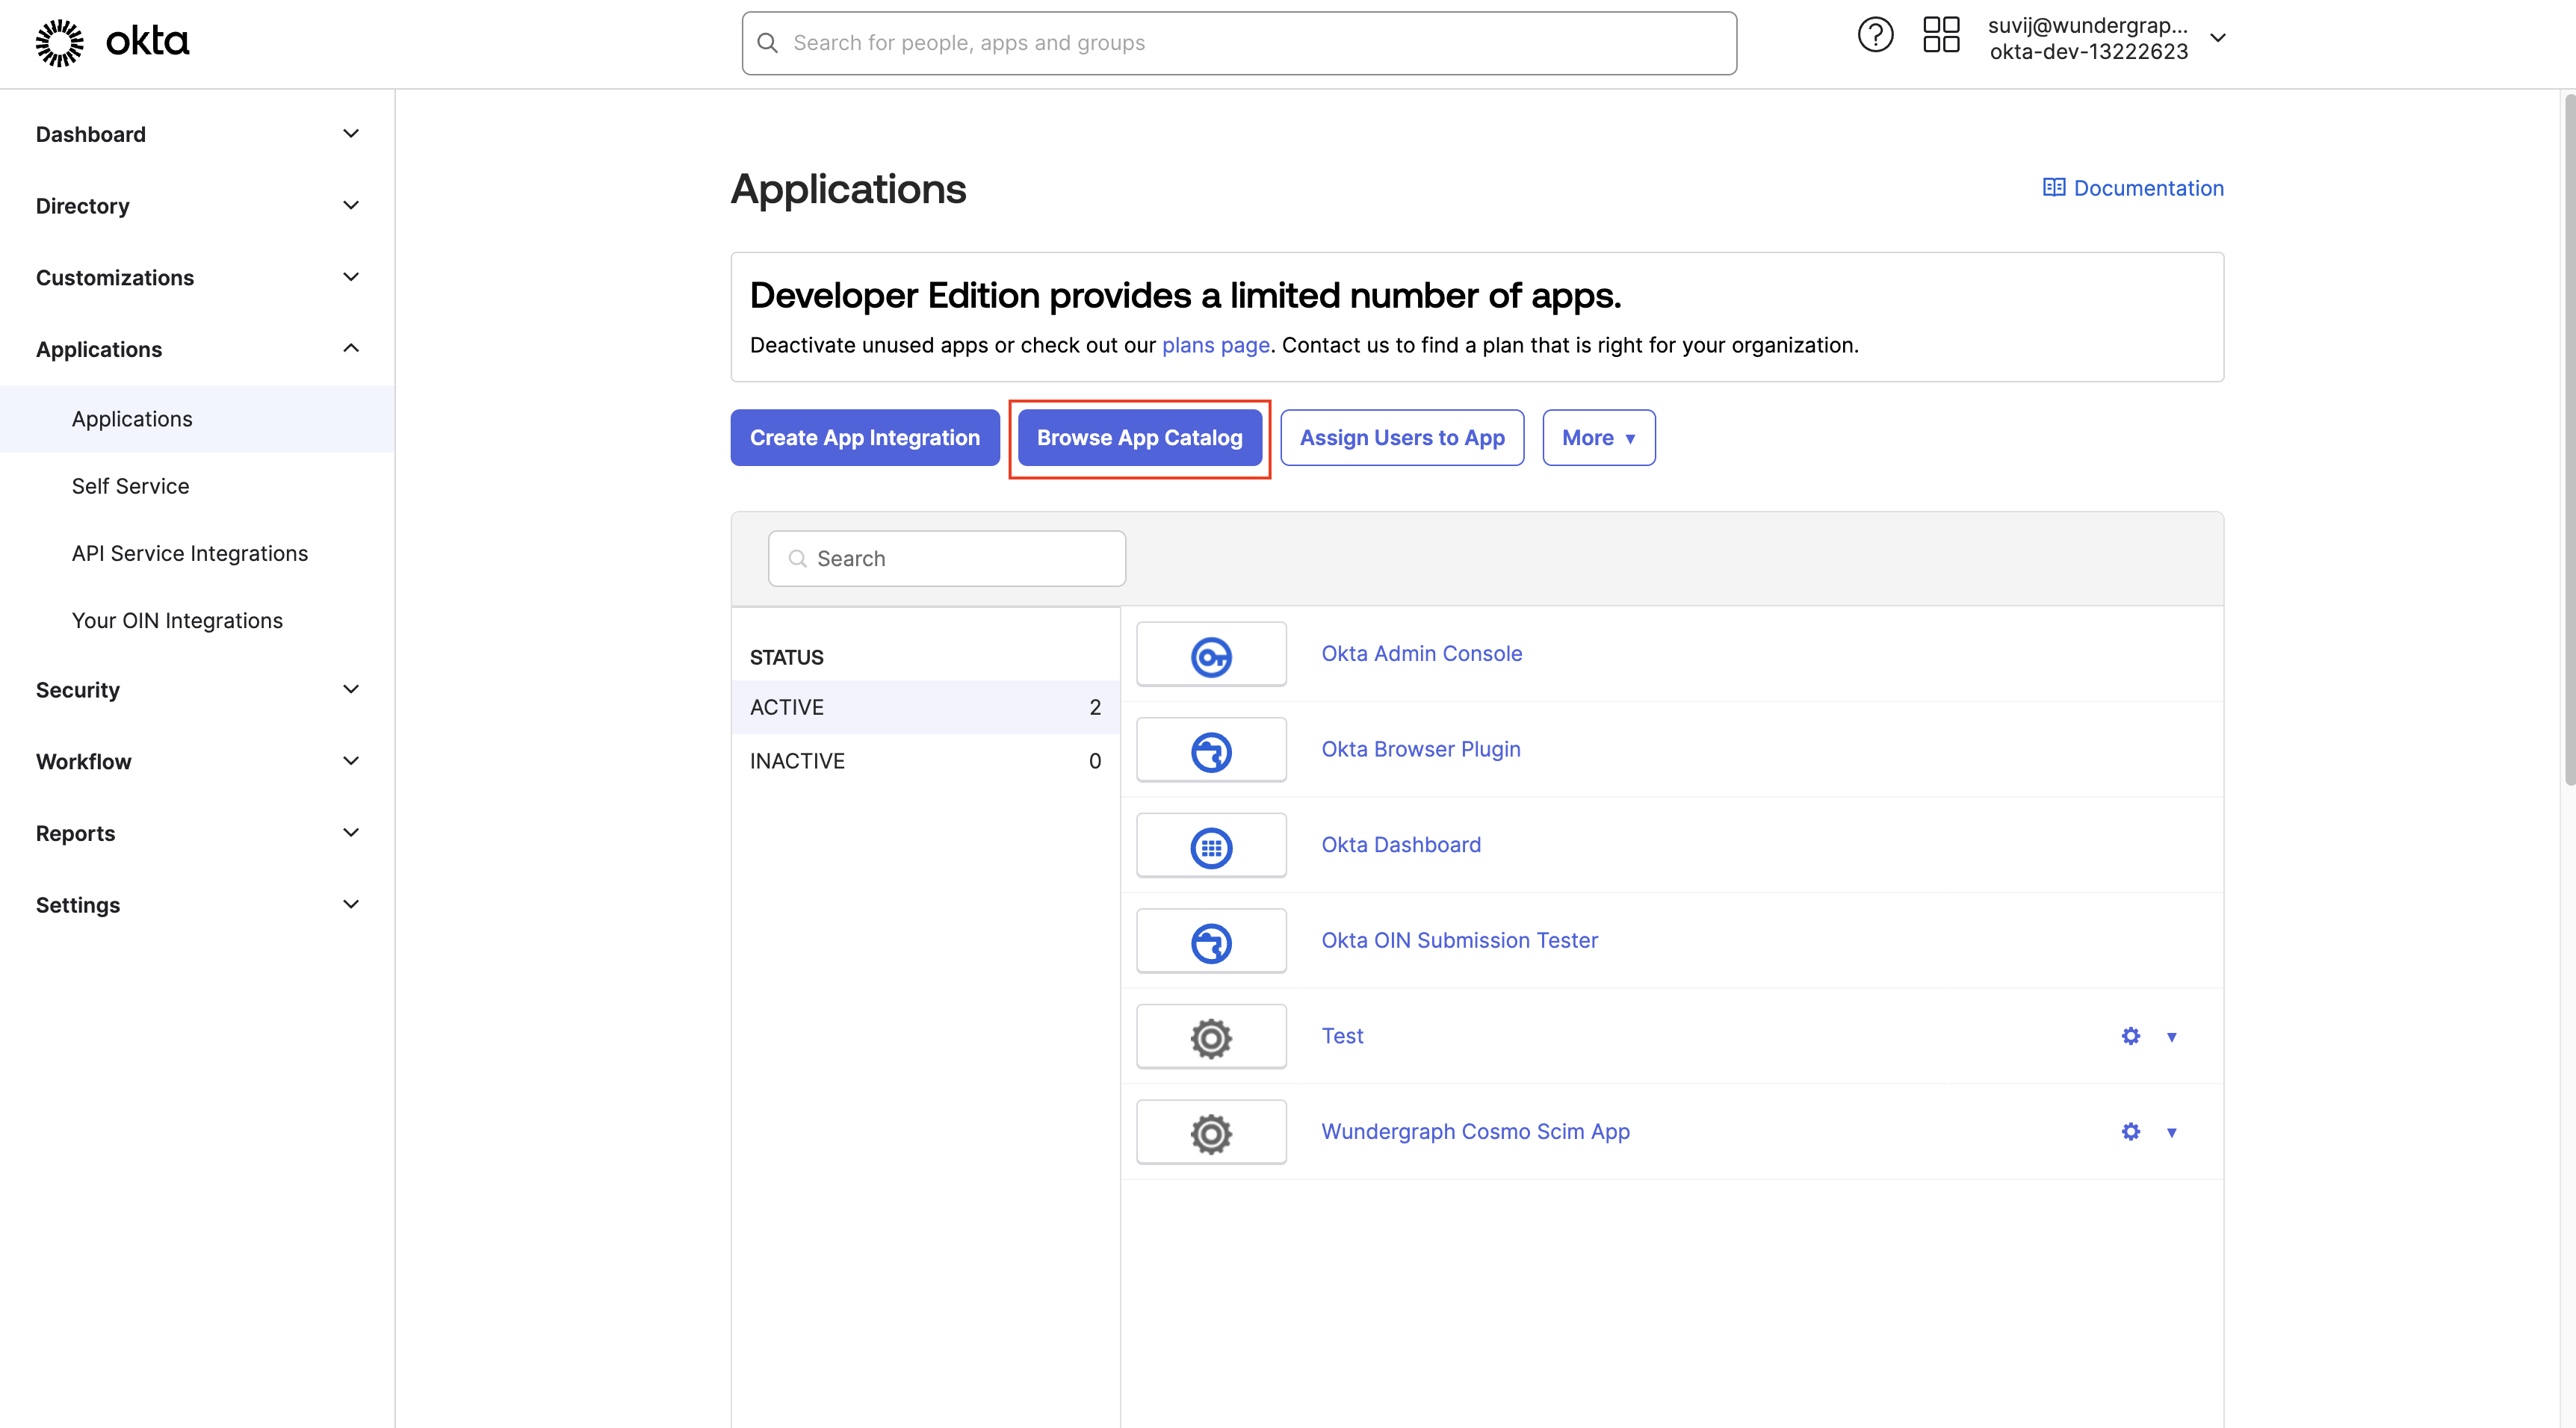 okta
Search for people, apps and groups
suvij@wundergrap...
okta-dev-13222623
Dashboard
Directory
Customizations
Applications
Applications
Self Service
API Service Integrations
Your OIN Integrations
Security
Workflow
Reports
Settings
Applications
Documentation
Developer Edition provides a limited number of apps.
Deactivate unused apps or check out our plans page. Contact us to find a plan that is right for your organization.
Create App Integration
Browse App Catalog
Assign Users to App
More
Search
STATUS
ACTIVE 2
INACTIVE 0
Okta Admin Console
Okta Browser Plugin
Okta Dashboard
Okta OIN Submission Tester
Test
Wundergraph Cosmo Scim App